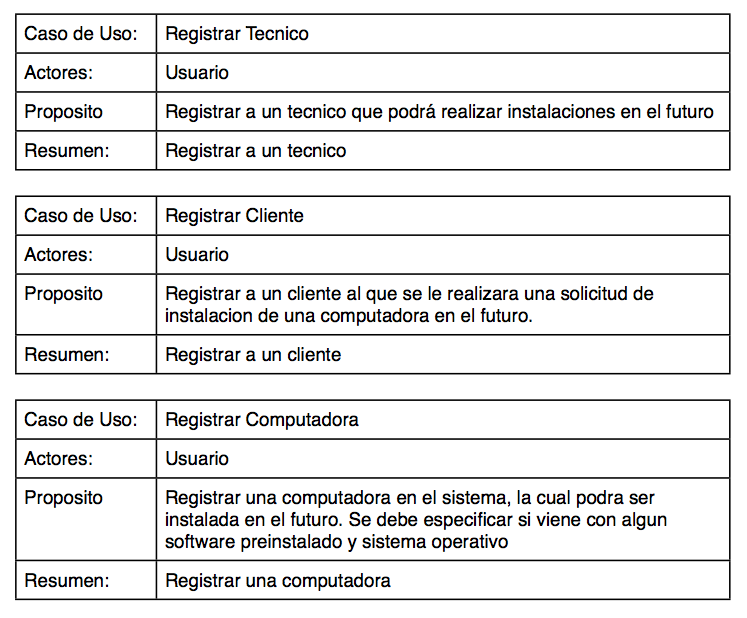 Caso de Uso: Registrar Tecnico
Actores: Usuario
Proposito Registrar a un tecnico que podrá realizar instalaciones en el futuro
Resumen: Registrar a un tecnico
Caso de Uso: Registrar Cliente
Actores: Usuario
Proposito Registrar a un cliente al que se le realizara una solicitud de
instalacion de una computadora en el futuro.
Resumen: Registrar a un cliente
Caso de Uso: Registrar Computadora
Actores: Usuario
Proposito Registrar una computadora en el sistema, la cual podra ser
instalada en el futuro. Se debe especificar si viene con algun
software preinstalado y sistema operativo
Resumen: Registrar una computadora